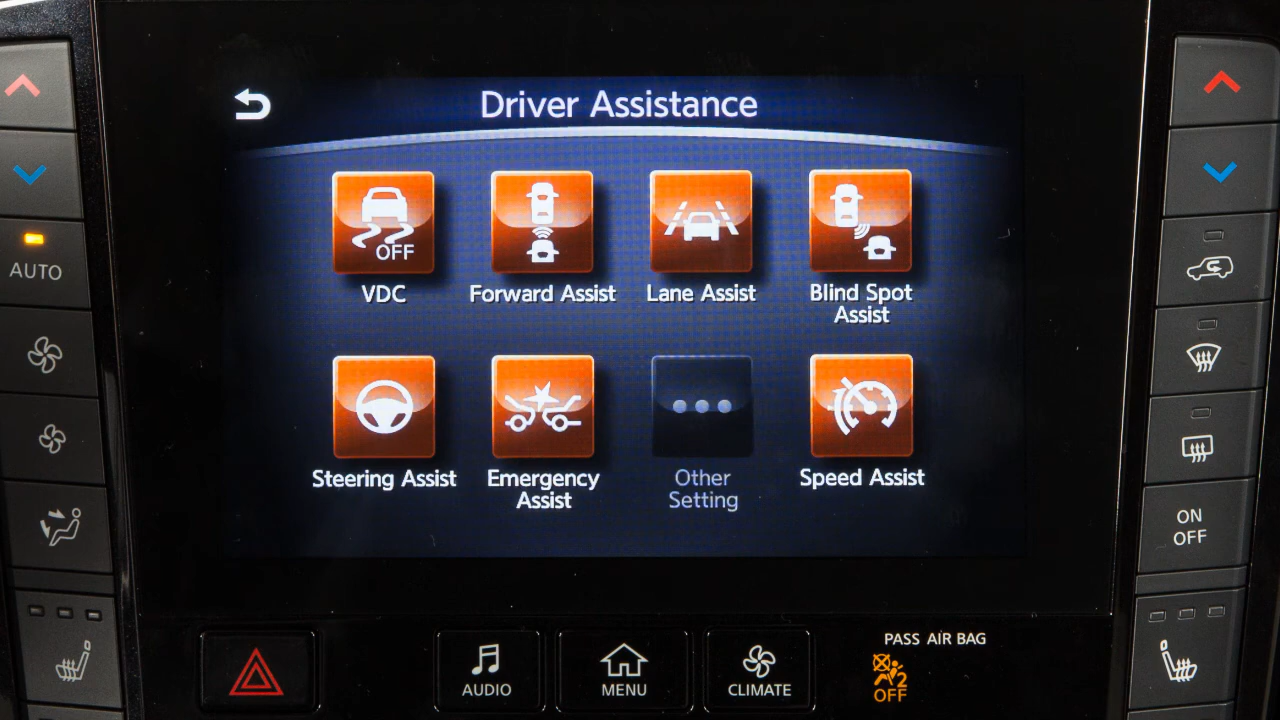 Driver Assistance
OFF
VDC
Forward Assist
Lane Assist
Blind Spot
Assist
Steering Assist
Emergency
Assist
Other
Setting
Speed Assist
AUTO
ON
OFF
AUDIO
MENU
CLIMATE
PASS AIR BAG
2
OFF